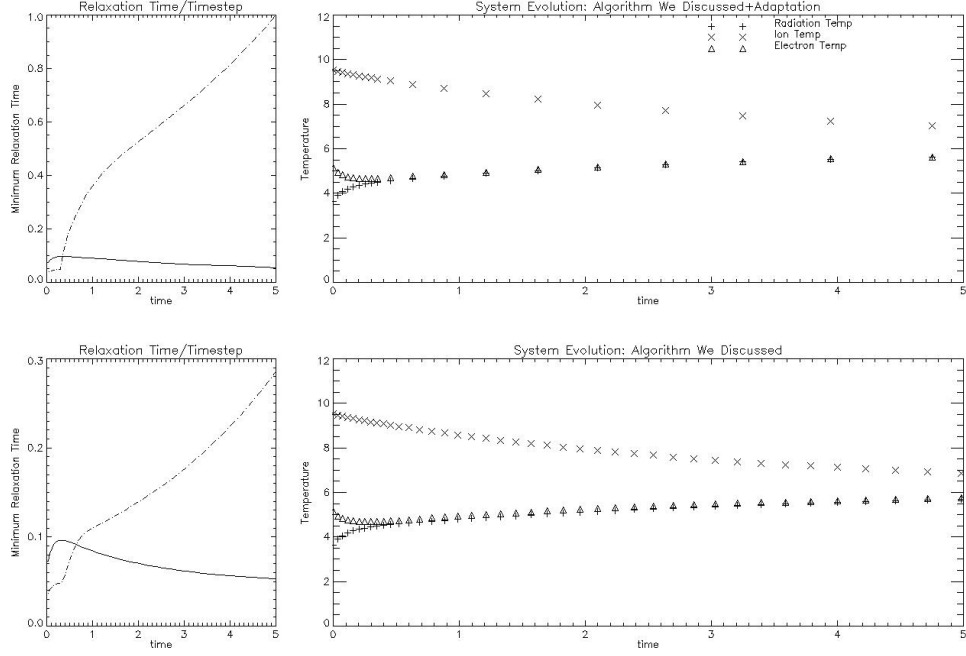 Relaxation Time/Timestep
System Evolution: Algorithm We Discussed+Adaptation
Radiation Temp
Ion Temp
Electron Temp
Minimum Relaxation Time
1.0
0.8
0.6
0.4
0.2
0.0
0 1 2 3 4 5
time
Temperature
12
10
8
6
4
2
0
0 1 2 3 4 5
time
Relaxation Time/Timestep
System Evolution: Algorithm We Discussed
Minimum Relaxation Time
0.3
0.2
0.1
0.0
0 1 2 3 4 5
time
Temperature
12
10
8
6
4
2
0
0 1 2 3 4 5
time